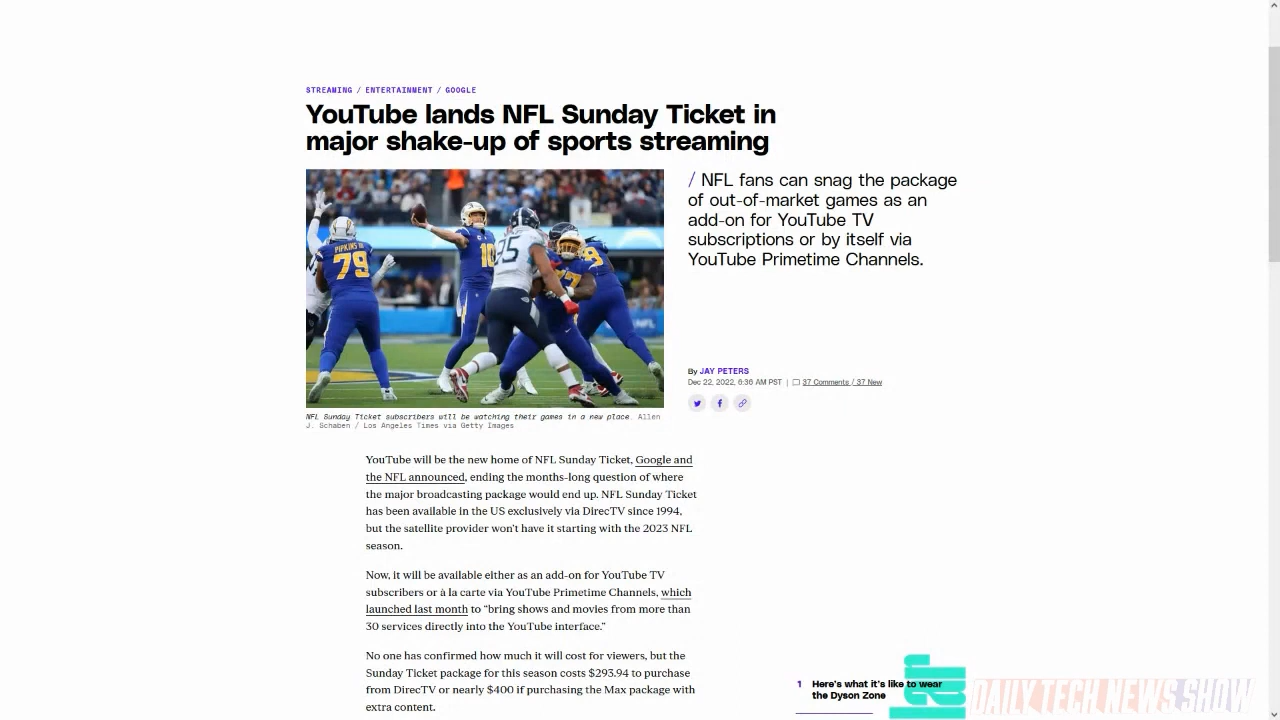 STREAMING / ENTERTAINMENT / GOOGLE
YouTube lands NFL Sunday Ticket in
major shake-up of sports streaming
/ NFL fans can snag the package
of out-of-market games as an
add-on for YouTube TV
subscriptions or by itself via
YouTube Primetime Channels.
PIPKINS III
79
10
25
By JAY PETERS
Dec 22, 2022, 6:36 AM PST | 37 Comments / 37 New
NFL Sunday Ticket subscribers will be watching their games in a new place. Allen
J. Schaben / Los Angeles Times via Getty Images
YouTube will be the new home of NFL Sunday Ticket, Google and
the NFL announced, ending the months-long question of where
the major broadcasting package would end up. NFL Sunday Ticket
has been available in the US exclusively via DirecTV since 1994,
but the satellite provider won't have it starting with the 2023 NFL
season.
Now, it will be available either as an add-on for YouTube TV
subscribers or à la carte via YouTube Primetime Channels, which
launched last month to “bring shows and movies from more than
30 services directly into the YouTube interface.”
No one has confirmed how much it will cost for viewers, but the
Sunday Ticket package for this season costs $293.94 to purchase
from DirecTV or nearly $400 if purchasing the Max package with
extra content.
1 Here's what it's like to wear
the Dyson Zone
DAILY TECH NEWS SHOW